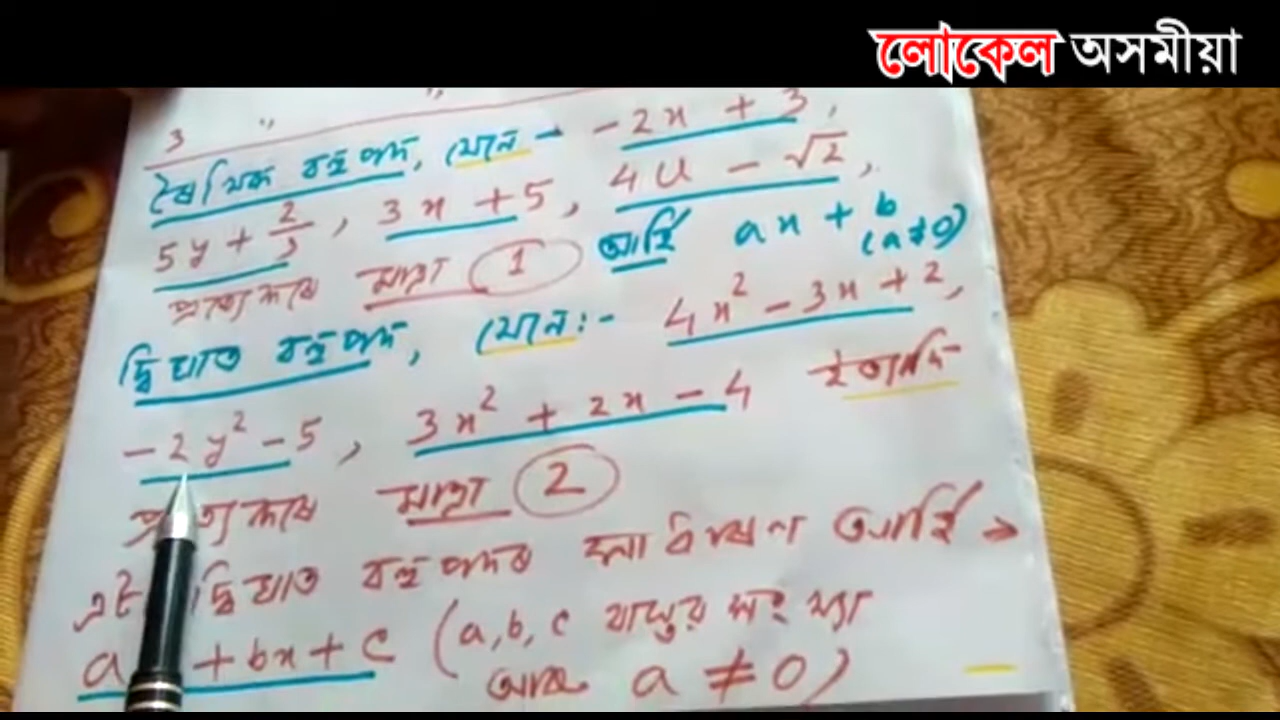 লোকেল অসমীয়া
3 "  "
ৰৈখিক বহুপদ, যেনে - -2x + 3,
5y + 2/3, 3x + 5, 4u - √2,
প্ৰত্যেকৰে মাত্ৰা 1 আৰ্হি ax + b (a ≠ 0)
দ্বিঘাত বহুপদ, যেনে:- 4x² - 3x + 2,
-2y² - 5, 3x² + 2x - 4 ইত্যাদি
প্ৰত্যেকৰে মাত্ৰা 2
এই দ্বিঘাত বহুপদৰ আৰ্হি →
a + bx + c (a, b, c বাস্তৱ সংখ্যা
আৰু a ≠ 0)